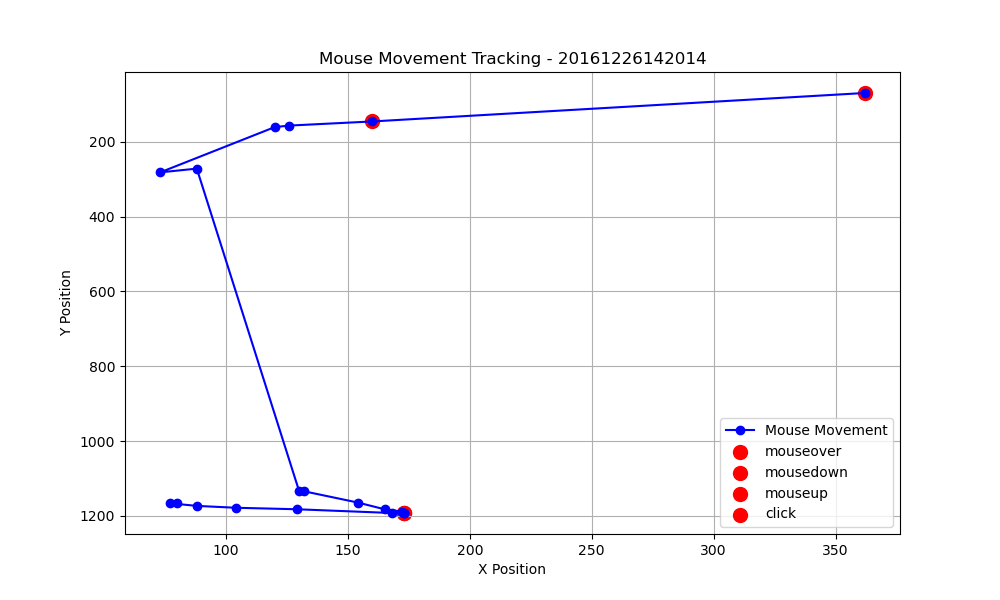 Mouse Movement Tracking - 20161226142014
200
400
600
800
1000
1200
Y Position
100
150
200
250
300
350
X Position
Mouse Movement
mouseover
mousedown
mouseup
click